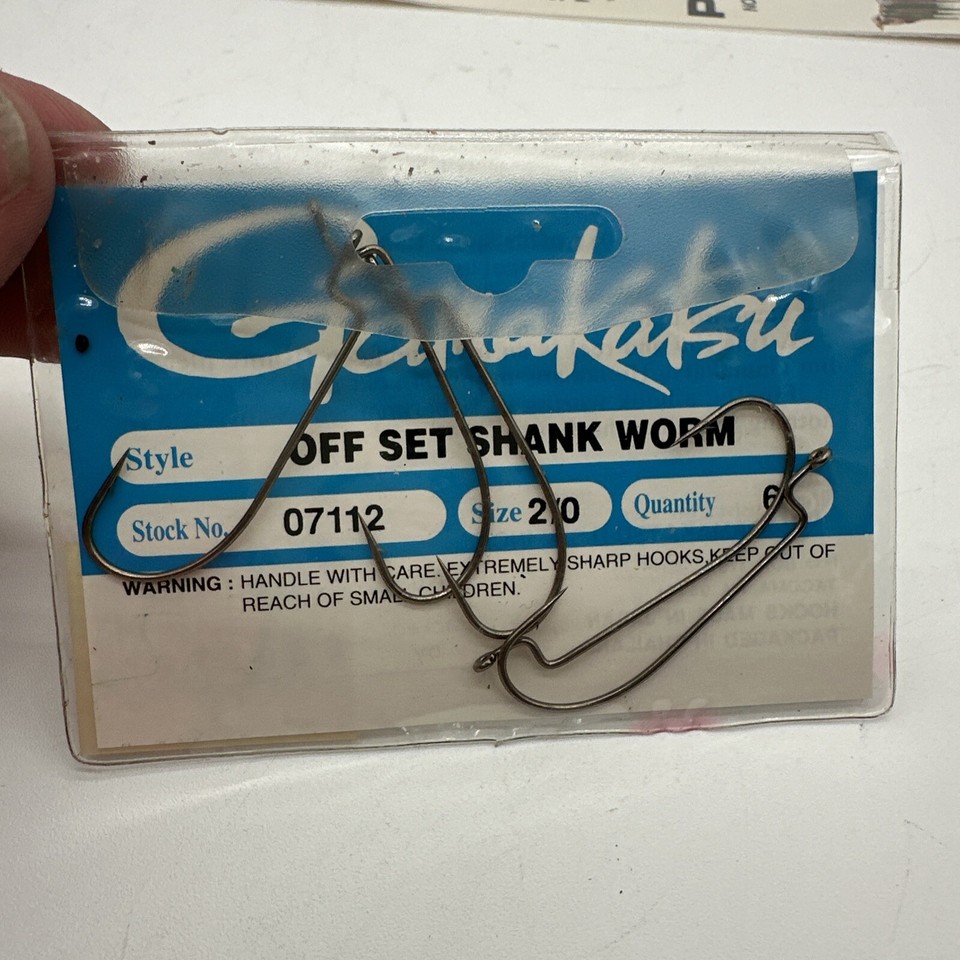 Gamakatsu
Style OFF SET SHANK WORM
Stock No. 07112 Size 2/0 Quantity 6
WARNING : HANDLE WITH CARE. EXTREMELY SHARP HOOKS,KEEP OUT OF
REACH OF SMALL CHILDREN.